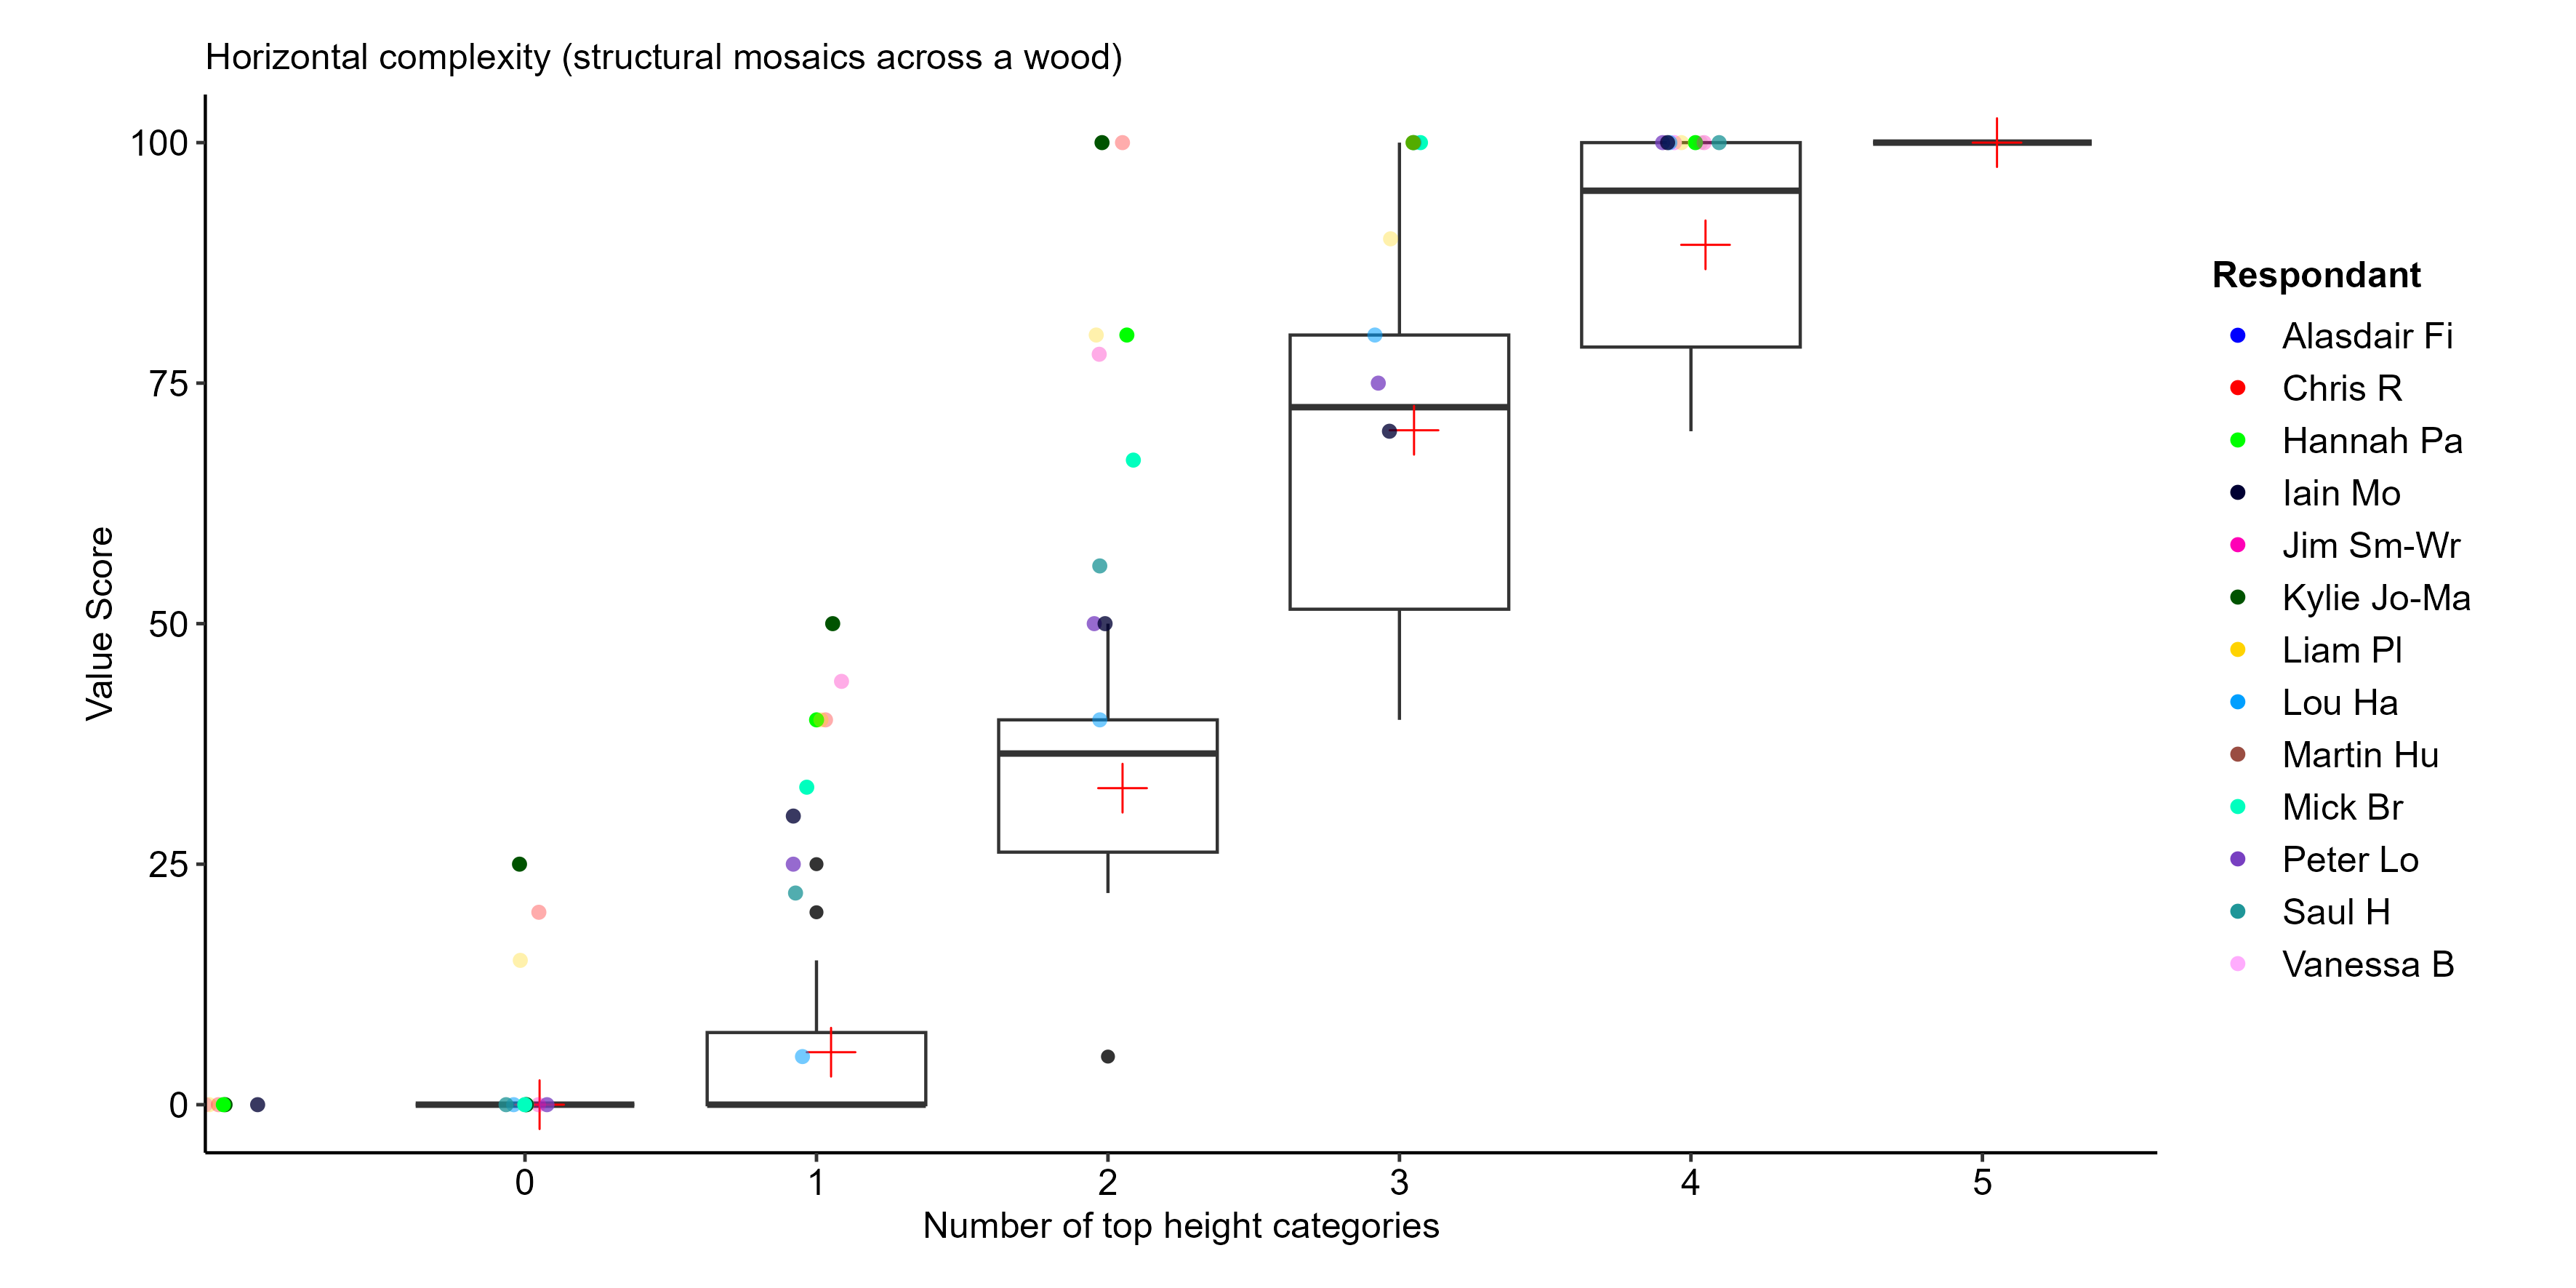 Horizontal complexity (structural mosaics across a wood)
100
75
50
25
0
Value Score
0 1 2 3 4 5
Number of top height categories
Respondant
Alasdair Fi
Chris R
Hannah Pa
Iain Mo
Jim Sm-Wr
Kylie Jo-Ma
Liam Pl
Lou Ha
Martin Hu
Mick Br
Peter Lo
Saul H
Vanessa B